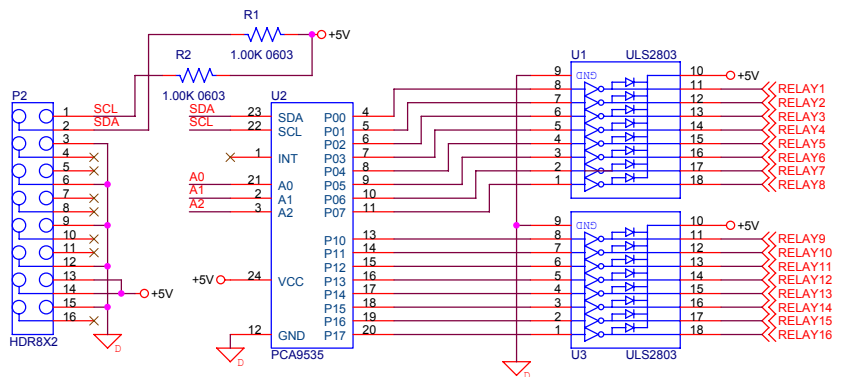 R1
1.00K 0603
+5V
R2
1.00K 0603
P2
1 SCL
2 SDA
3
4
5
6
7
8
9
10
11
12
13
14 +5V
15
16
D
HDR8X2
U2
SDA 23 SDA
SCL 22 SCL
1 INT
A0 21 A0
A1 2 A1
A2 3 A2
+5V 24 VCC
12 GND
D
P00 4
P01 5
P02 6
P03 7
P04 8
P05 9
P06 10
P07 11
P10 13
P11 14
P12 15
P13 16
P14 17
P15 18
P16 19
P17 20
PCA9535
U1 ULS2803
9 GND 10 +5V
8 11 RELAY1
7 12 RELAY2
6 13 RELAY3
5 14 RELAY4
4 15 RELAY5
3 16 RELAY6
2 17 RELAY7
1 18 RELAY8
9 GND 10 +5V
8 11 RELAY9
7 12 RELAY10
6 13 RELAY11
5 14 RELAY12
4 15 RELAY13
3 16 RELAY14
2 17 RELAY15
1 18 RELAY16
U3 ULS2803
D